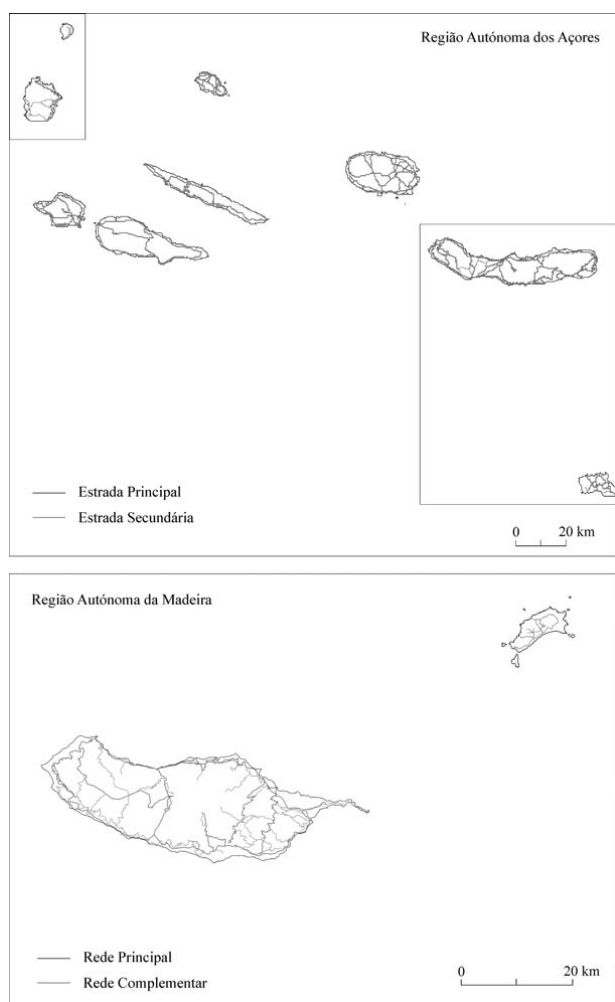 Região Autónoma dos Açores
Estrada Principal
Estrada Secundária
0 20 km
Região Autónoma da Madeira
Rede Principal
Rede Complementar
0 20 km